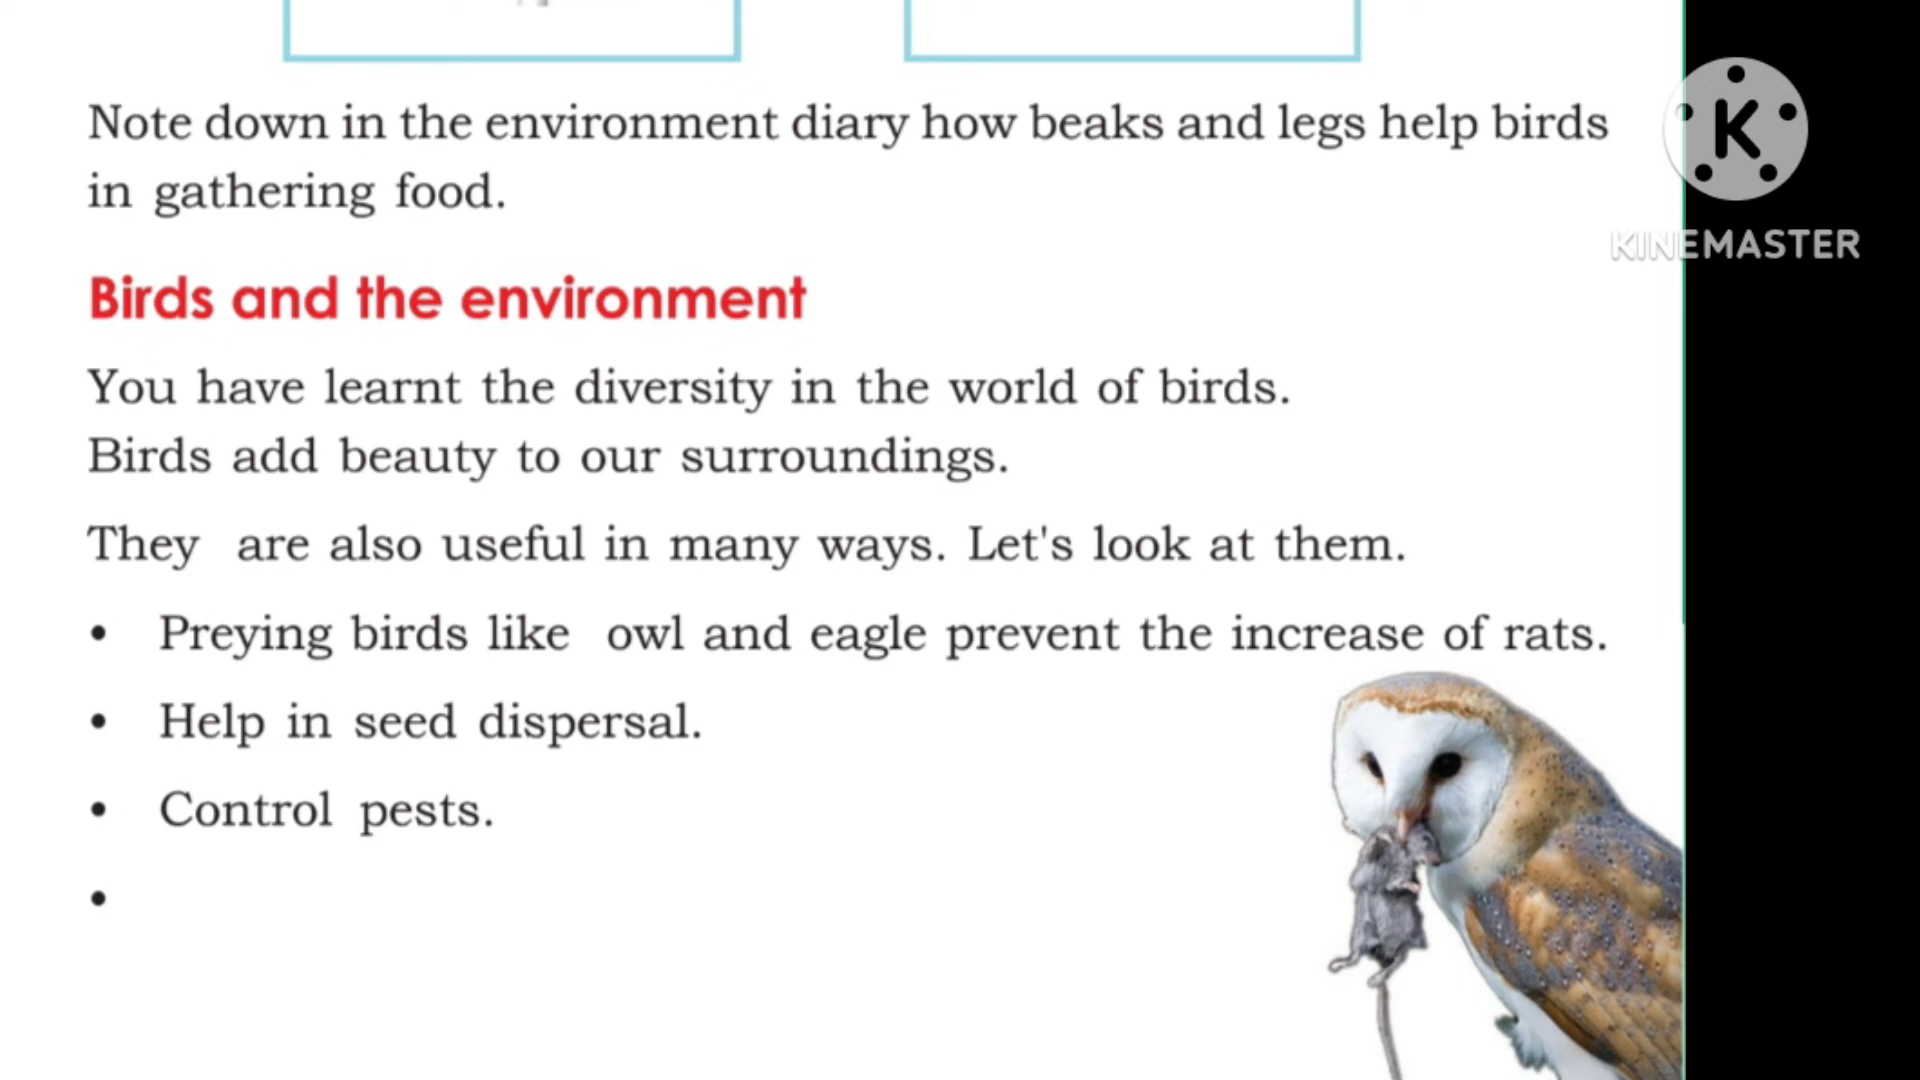 Note down in the environment diary how beaks and legs help birds
in gathering food.
K
KINEMASTER
Birds and the environment
You have learnt the diversity in the world of birds.
Birds add beauty to our surroundings.
They are also useful in many ways. Let's look at them.
• Preying birds like owl and eagle prevent the increase of rats.
• Help in seed dispersal.
• Control pests.
•